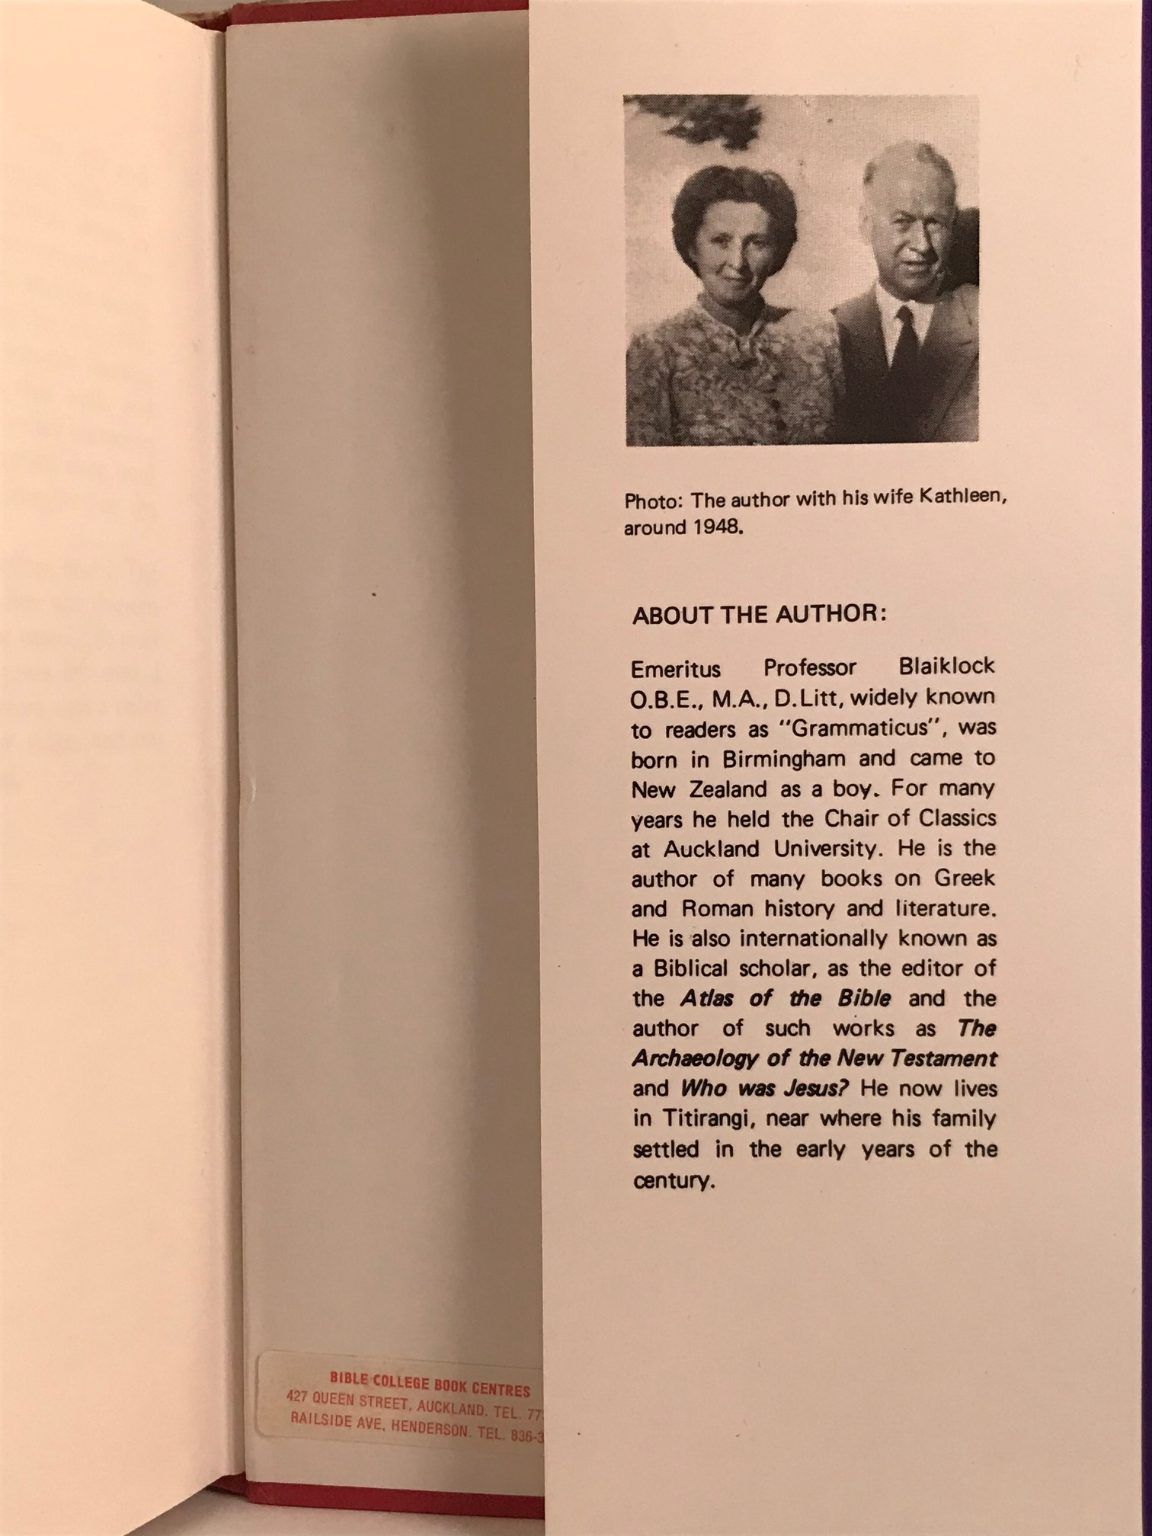 Photo: The author with his wife Kathleen,
around 1948.
ABOUT THE AUTHOR:
Emeritus Professor Blaiklock
O.B.E., M.A., D.Litt, widely known
to readers as "Grammaticus", was
born in Birmingham and came to
New Zealand as a boy. For many
years he held the Chair of Classics
at Auckland University. He is the
author of many books on Greek
and Roman history and literature.
He is also internationally known as
a Biblical scholar, as the editor of
the Atlas of the Bible and the
author of such works as The
Archaeology of the New Testament
and Who was Jesus? He now lives
in Titirangi, near where his family
settled in the early years of the
century.
BIBLE COLLEGE BOOK CENTRES
427 QUEEN STREET, AUCKLAND. TEL. 77
RAILSIDE AVE, HENDERSON. TEL. 836-3